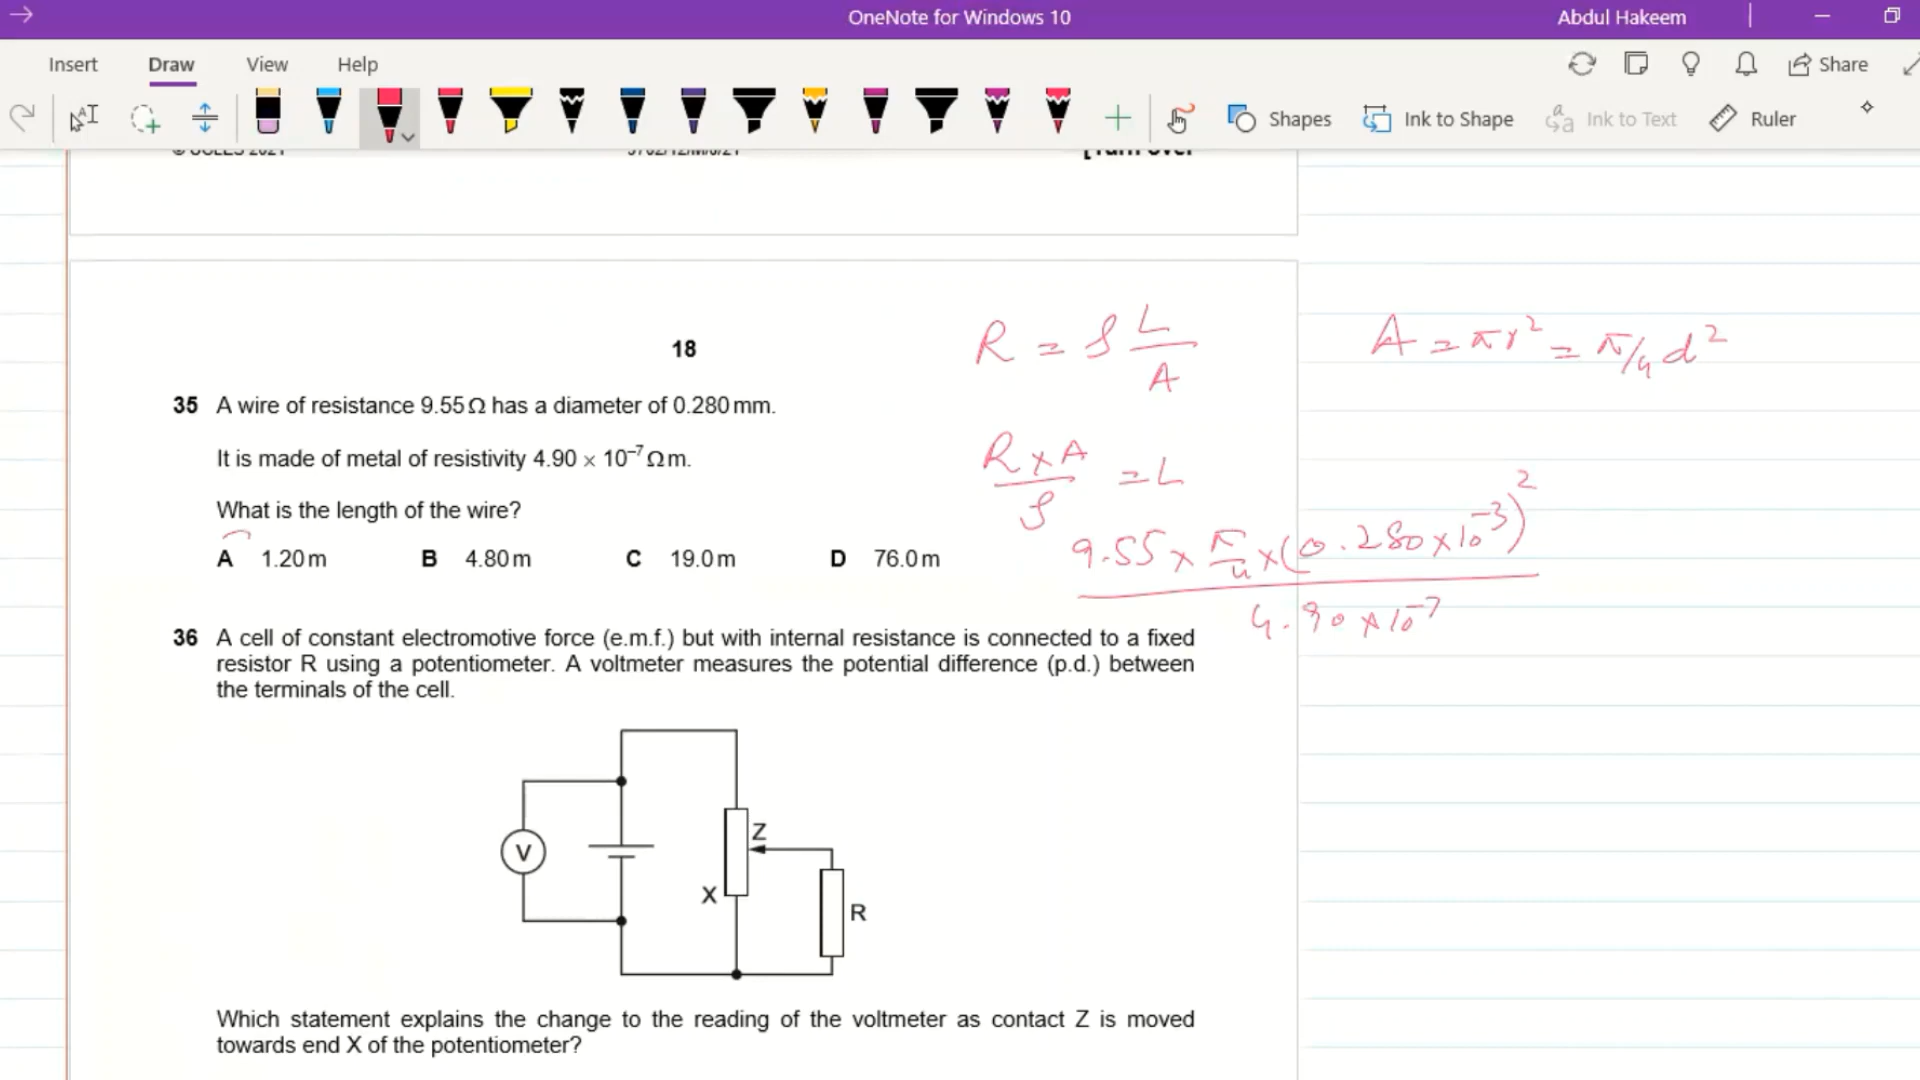 OneNote for Windows 10
Abdul Hakeem
Insert Draw View Help
Share
Shapes Ink to Shape Ink to Text Ruler
18
35 A wire of resistance 9.55 Ω has a diameter of 0.280 mm.
It is made of metal of resistivity 4.90 × 10⁻⁷ Ω m.
What is the length of the wire?
A 1.20 m B 4.80 m C 19.0 m D 76.0 m
R = ρ L/A
A = πr² = π/4 d²
R × A / ρ = L
9.55 × π/4 × (0.280 × 10⁻³)²
4.90 × 10⁻⁷
36 A cell of constant electromotive force (e.m.f.) but with internal resistance is connected to a fixed
resistor R using a potentiometer. A voltmeter measures the potential difference (p.d.) between
the terminals of the cell.
Z
V
X
R
Which statement explains the change to the reading of the voltmeter as contact Z is moved
towards end X of the potentiometer?